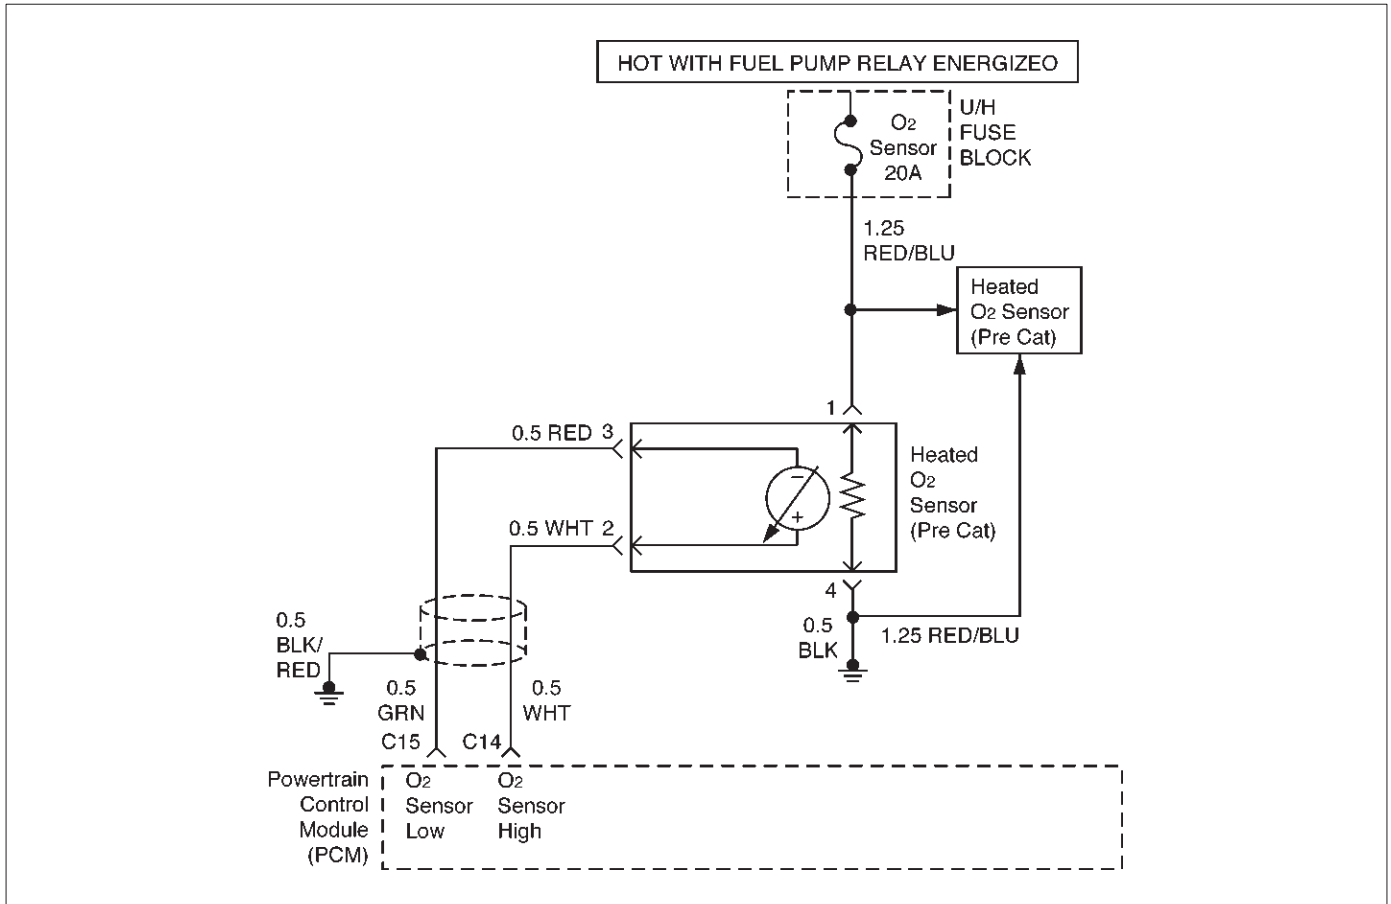 HOT WITH FUEL PUMP RELAY ENERGIZEO
O2
Sensor
20A
U/H
FUSE
BLOCK
1.25
RED/BLU
Heated
O2 Sensor
(Pre Cat)
1
0.5 RED 3
Heated
O2
Sensor
(Pre Cat)
−
+
0.5 WHT 2
4
0.5
BLK
1.25 RED/BLU
0.5
BLK/
RED
0.5
GRN
0.5
WHT
C15
C14
Powertrain
Control
Module
(PCM)
O2
Sensor
Low
O2
Sensor
High